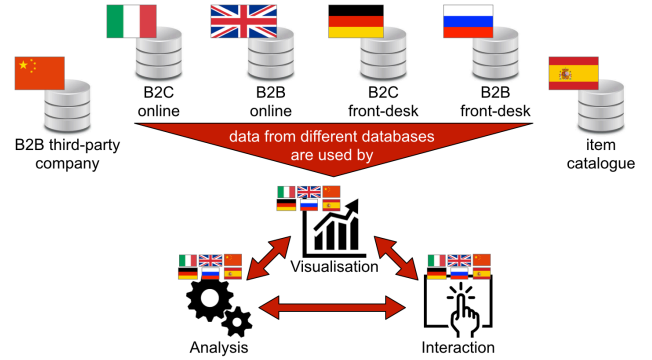 B2C
online
B2B
online
B2C
front-desk
B2B
front-desk
B2B third-party
company
item
catalogue
data from different databases
are used by
Visualisation
Analysis
Interaction